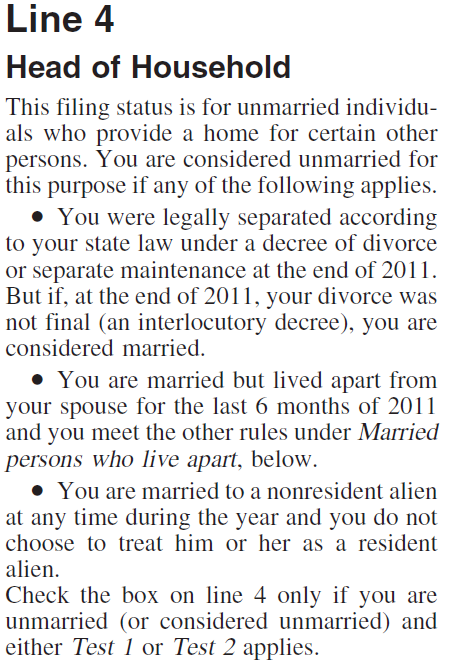 Line 4
Head of Household
This filing status is for unmarried individu-
als who provide a home for certain other
persons. You are considered unmarried for
this purpose if any of the following applies.
● You were legally separated according
to your state law under a decree of divorce
or separate maintenance at the end of 2011.
But if, at the end of 2011, your divorce was
not final (an interlocutory decree), you are
considered married.
● You are married but lived apart from
your spouse for the last 6 months of 2011
and you meet the other rules under Married
persons who live apart, below.
● You are married to a nonresident alien
at any time during the year and you do not
choose to treat him or her as a resident
alien.
Check the box on line 4 only if you are
unmarried (or considered unmarried) and
either Test 1 or Test 2 applies.